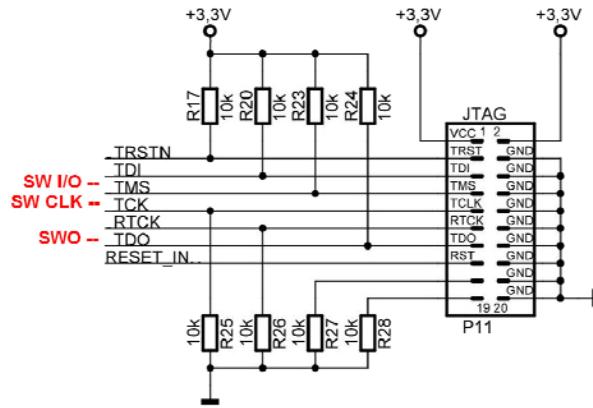 +3,3V +3,3V +3,3V
R17 10k R20 10k R23 10k R24 10k
JTAG
VCC 1 2
TRSTN TRST GND
TDI TDI GND
SW I/O -- TMS TMS GND
SW CLK -- TCK TCLK GND
RTCK RTCK GND
SWO -- TDO TDO GND
RESET_IN.. RST GND
GND
GND
19 20
10k R25 10k R26 10k R27 10k R28
P11